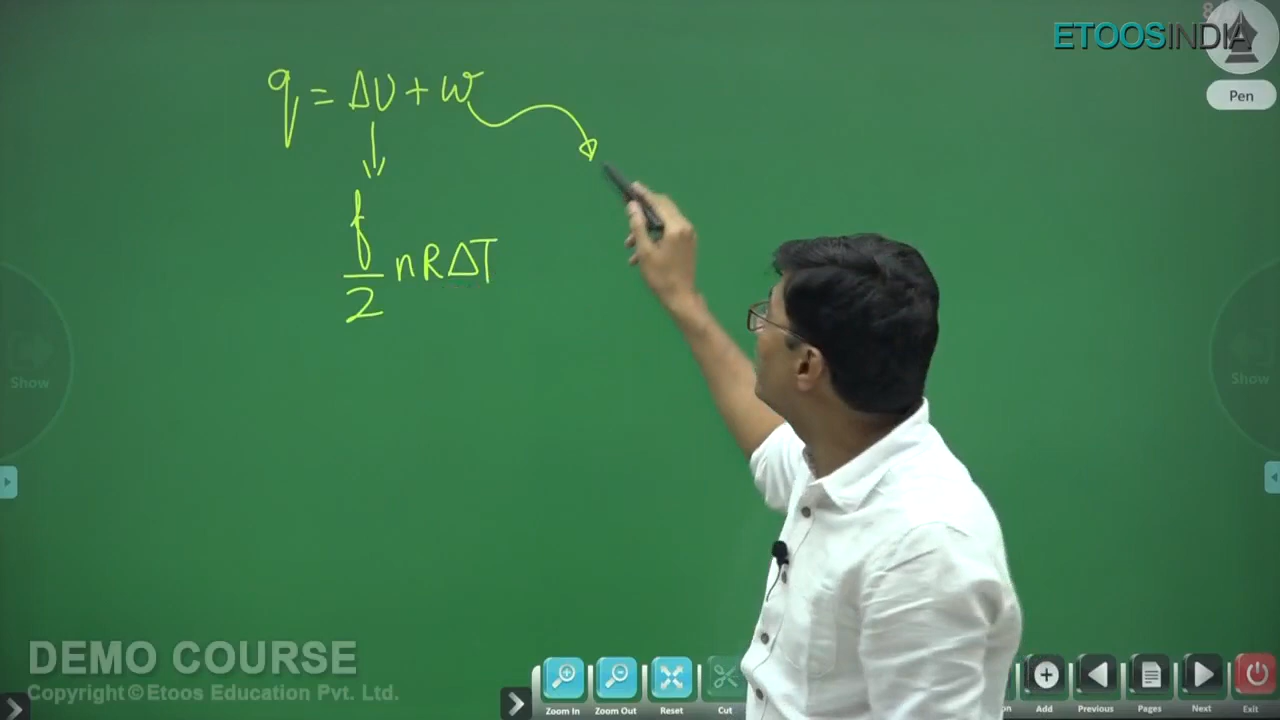 ETOOSINDIA
8
Pen
q = ΔU + w
f/2 nRΔT
Show
Show
DEMO COURSE
Copyright © Etoos Education Pvt. Ltd.
Zoom In Zoom Out Reset Cut Add Previous Pages Next Exit